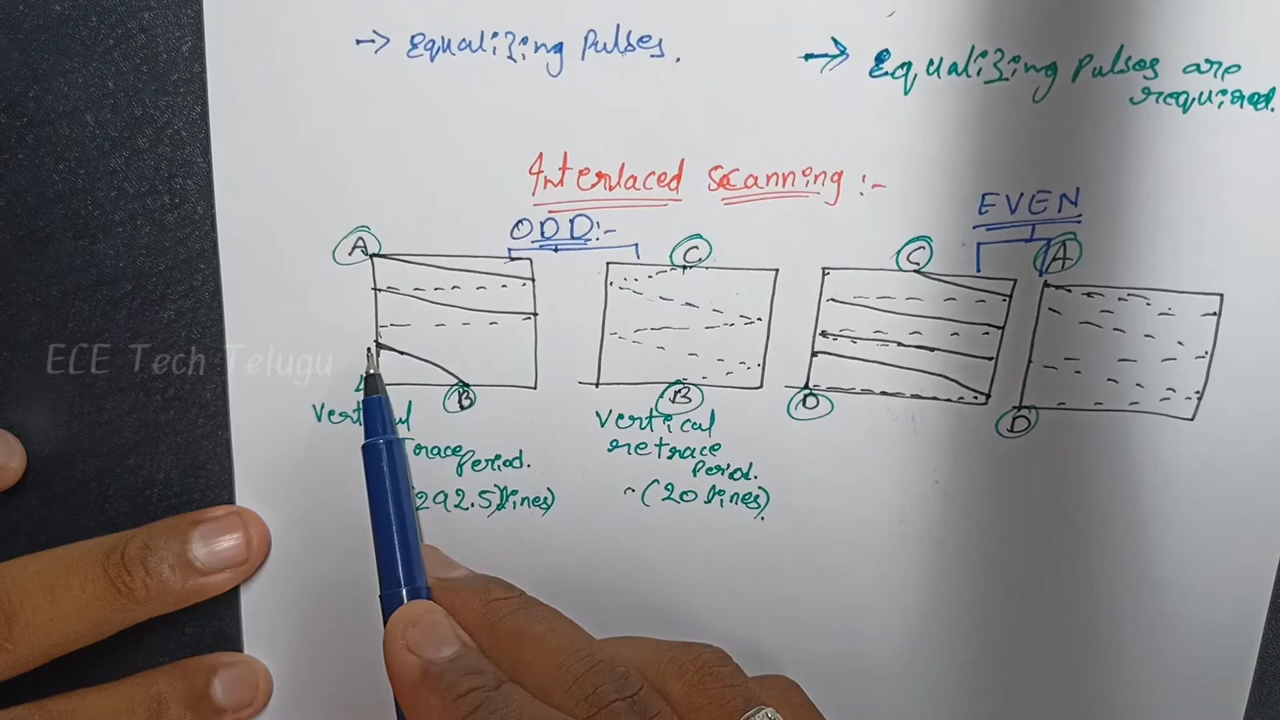 -> Equalizing Pulses.
-> Equalizing pulses are
required.
Interlaced scanning :-
ODD:-
EVEN
A
C
C
A
B
B
D
D
ECE Tech Telugu
Vertical
Trace Period.
292.5) lines)
Vertical
retrace
Period.
~(20 lines)